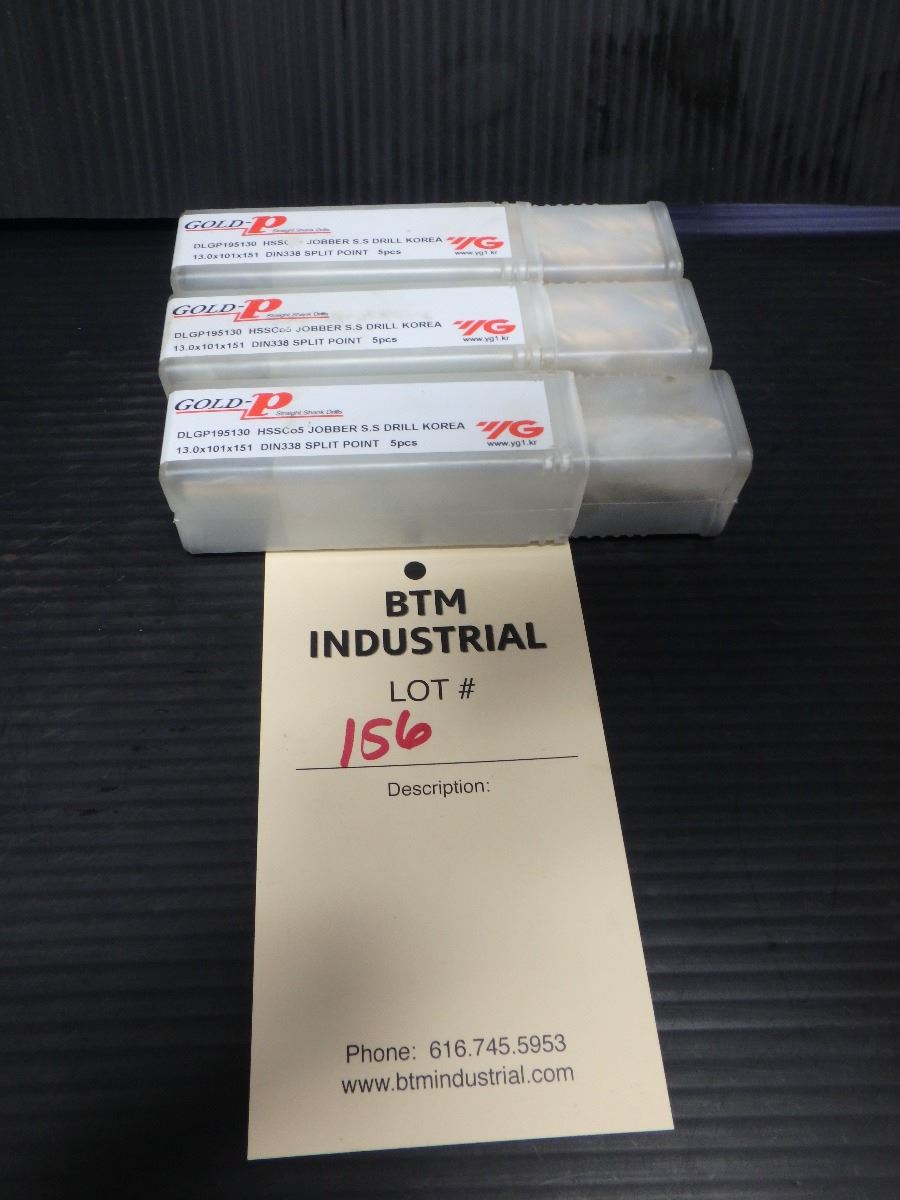 GOLD-P
Straight Shank Drills
DLGP195130 JOBBER S.S DRILL KOREA
13.0x101x151 DIN338 SPLIT POINT 5pcs
YG
www.yg1.kr
GOLD-P
Straight Shank Drills
DLGP195130 HSSCo5 JOBBER S.S DRILL KOREA
13.0x101x151 DIN338 SPLIT POINT 5pcs
YG
www.yg1.kr
GOLD-P
Straight Shank Drills
DLGP195130 HSSCo5 JOBBER S.S DRILL KOREA
13.0x101x151 DIN338 SPLIT POINT 5pcs
YG
www.yg1.kr
BTM
INDUSTRIAL
LOT #
156
Description:
Phone: 616.745.5953
www.btmindustrial.com